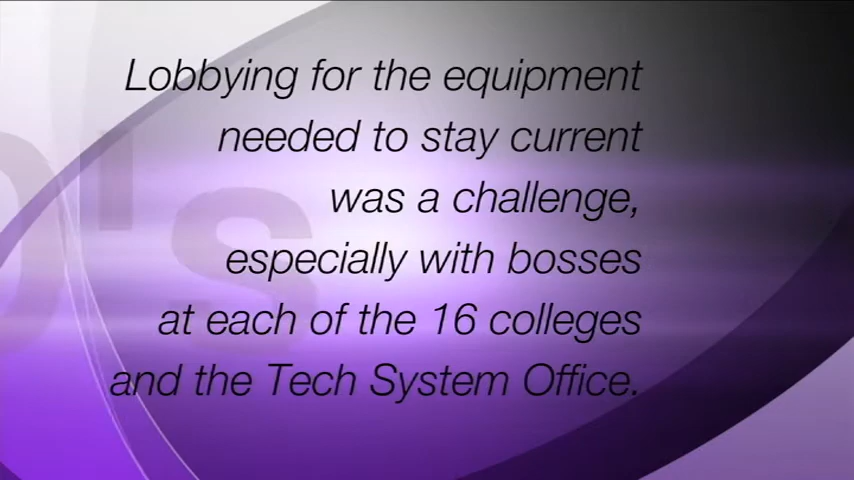 Lobbying for the equipment
needed to stay current
was a challenge,
especially with bosses
at each of the 16 colleges
and the Tech System Office.
0's